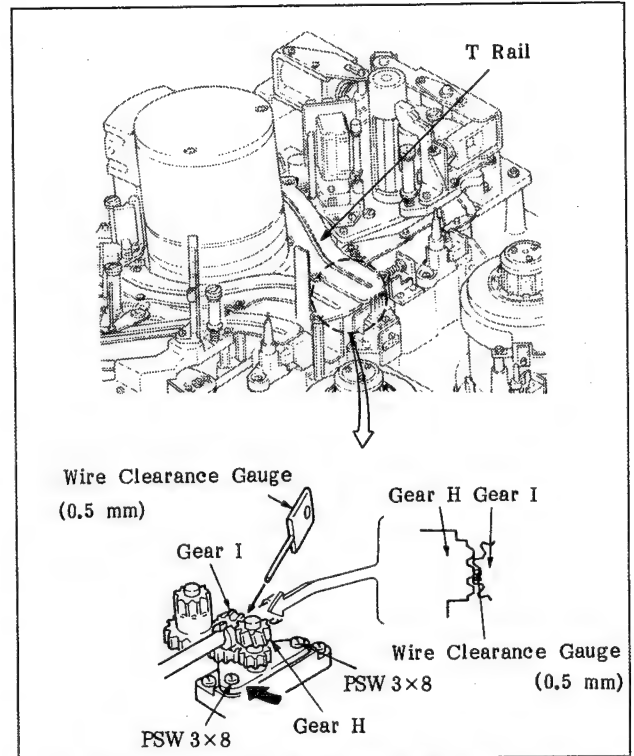 T Rail
Wire Clearance Gauge
(0.5 mm)
Gear H Gear I
Gear I
Wire Clearance Gauge
(0.5 mm)
PSW 3×8
Gear H
PSW 3×8